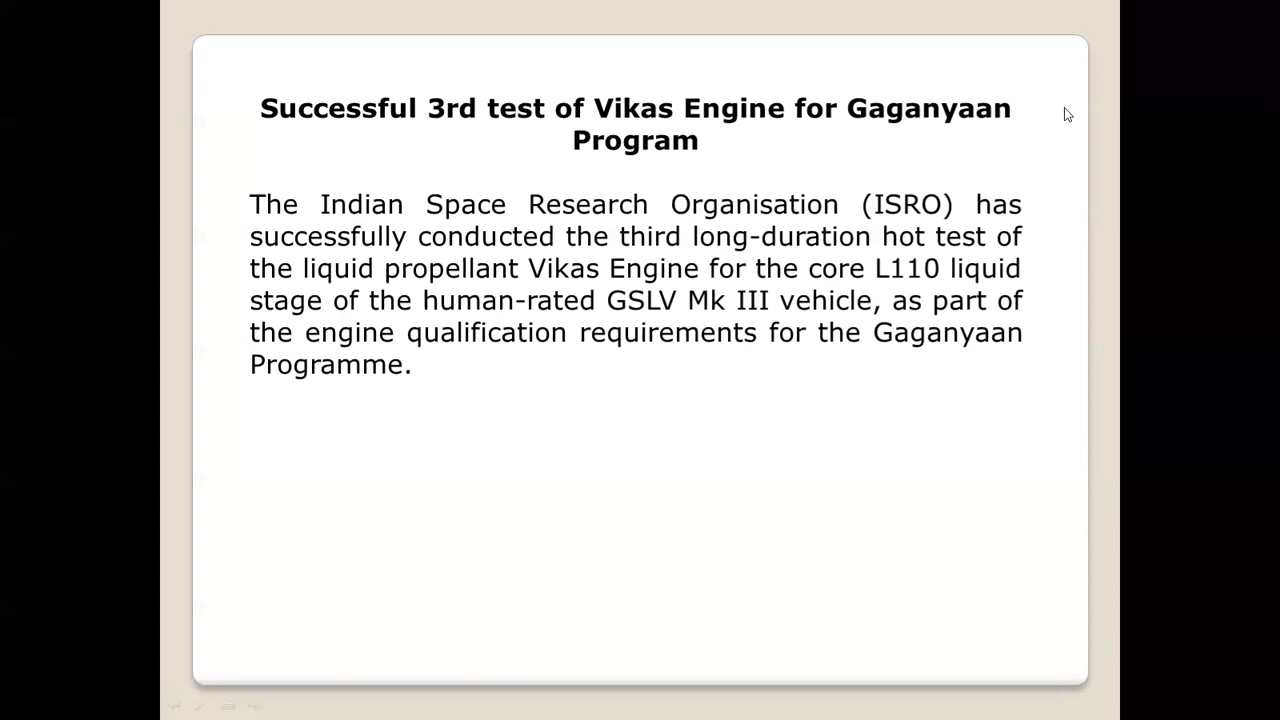 Successful 3rd test of Vikas Engine for Gaganyaan
Program
The Indian Space Research Organisation (ISRO) has
successfully conducted the third long-duration hot test of
the liquid propellant Vikas Engine for the core L110 liquid
stage of the human-rated GSLV Mk III vehicle, as part of
the engine qualification requirements for the Gaganyaan
Programme.